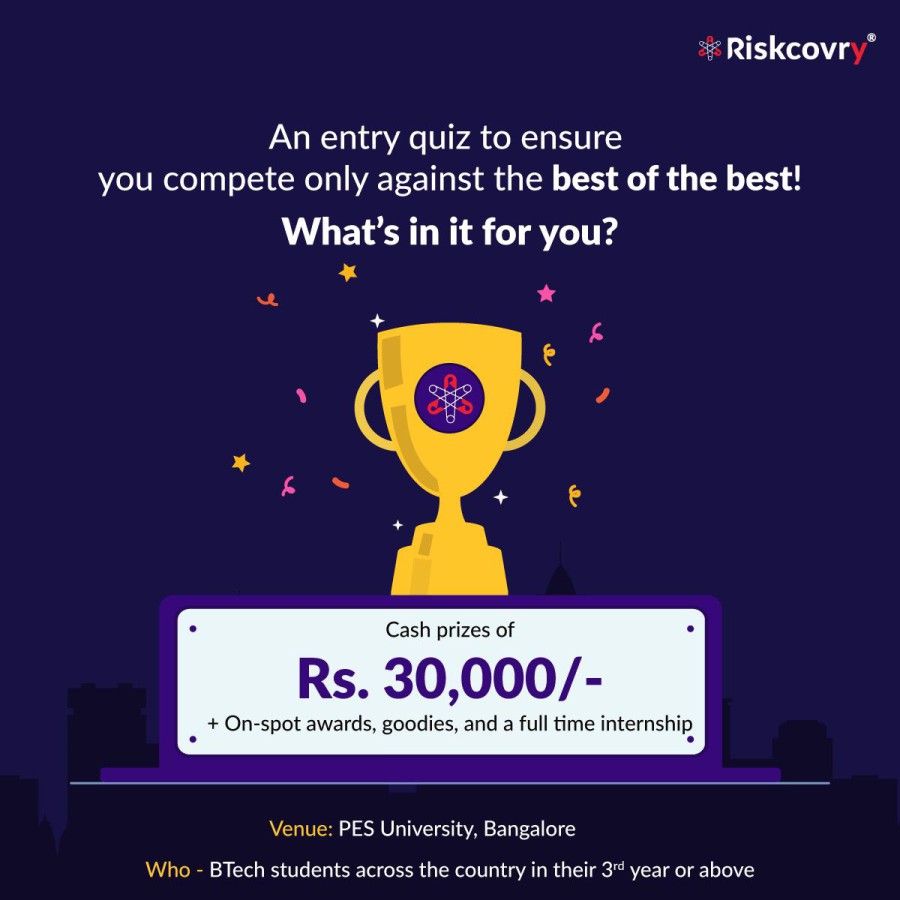 Riskcovry®
An entry quiz to ensure
you compete only against the best of the best!
What's in it for you?
Cash prizes of
Rs. 30,000/-
+ On-spot awards, goodies, and a full time internship
Venue: PES University, Bangalore
Who - BTech students across the country in their 3rd year or above